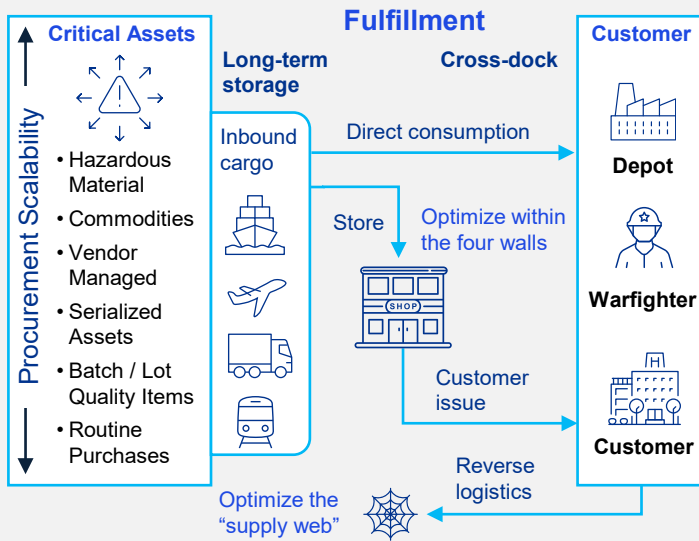 Fulfillment
Critical Assets
Procurement Scalability
• Hazardous
Material
• Commodities
• Vendor
Managed
• Serialized
Assets
• Batch / Lot
Quality Items
• Routine
Purchases
Long-term
storage
Inbound
cargo
Cross-dock
Direct consumption
Store
Optimize within
the four walls
SHOP
Customer
issue
Customer
Depot
Warfighter
H
Customer
Reverse
logistics
Optimize the
“supply web”